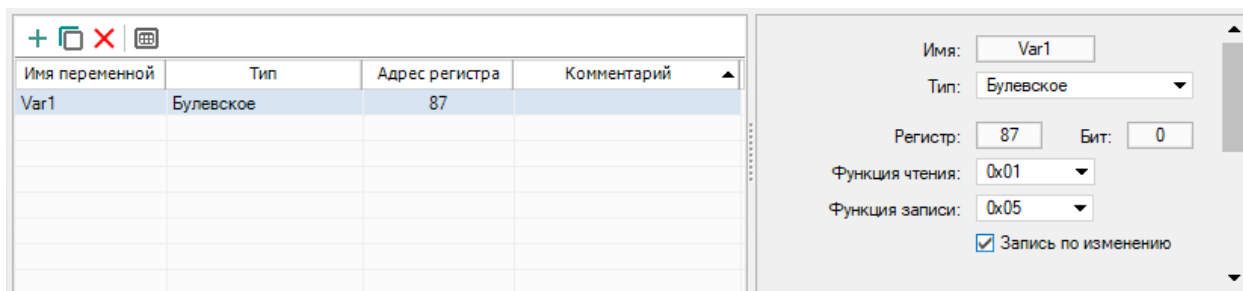 Имя переменной Тип Адрес регистра Комментарий
Var1 Булевское 87
Имя: Var1
Тип: Булевское
Регистр: 87 Бит: 0
Функция чтения: 0x01
Функция записи: 0x05
Запись по изменению